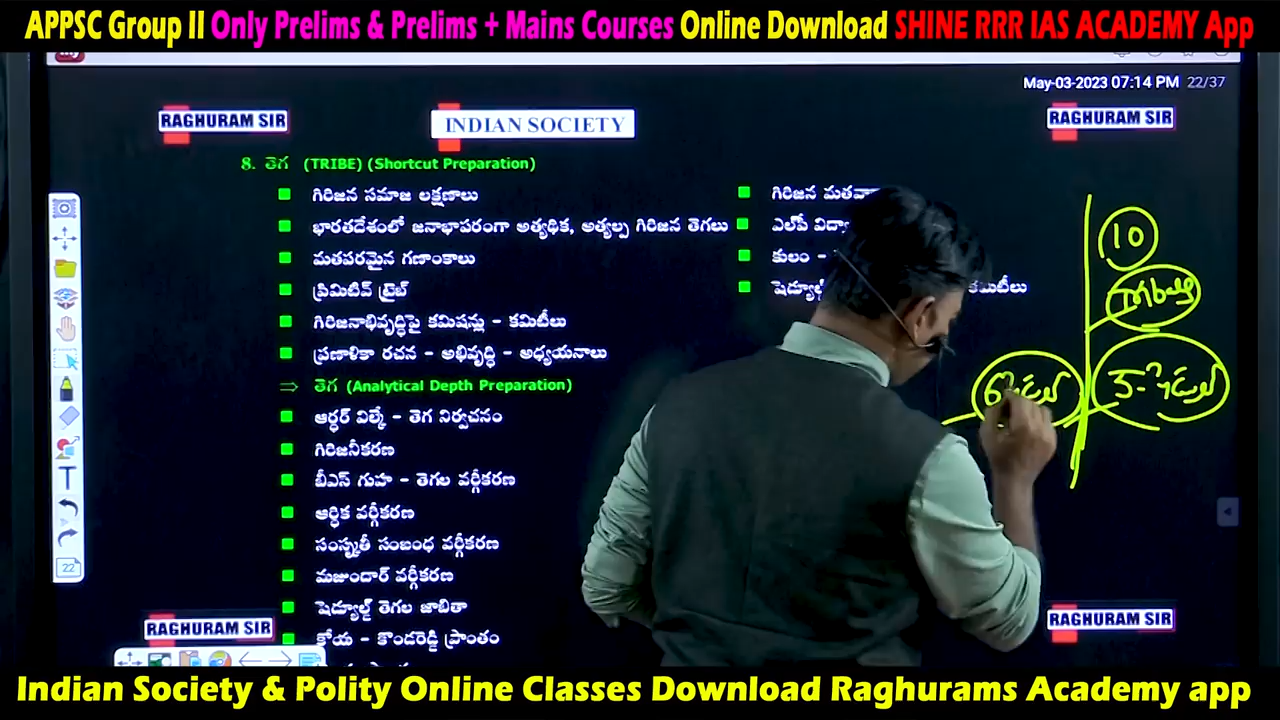 APPSC Group II Only Prelims & Prelims + Mains Courses Online Download SHINE RRR IAS ACADEMY App
May-03-2023 07:14 PM 22/37
RAGHURAM SIR
INDIAN SOCIETY
RAGHURAM SIR
8. తెగ (TRIBE) (Shortcut Preparation)
గిరిజన సమాజ లక్షణాలు
భారతదేశంలో జనాభాపరంగా అత్యధిక, అత్యల్ప గిరిజన తెగలు
మతపరమైన గణాంకాలు
ప్రిమిటివ్ ట్రైబ్
గిరిజనాభివృద్ధిపై కమిషన్లు - కమిటీలు
ప్రణాళికా రచన - అభివృద్ధి - అధ్యయనాలు
గిరిజన
ఎల్‌పీ
కులం -
కమిటీలు
10
⇒ తెగ (Analytical Depth Preparation)
ఆర్థర్ విల్కే - తెగ నిర్వచనం
గిరిజనీకరణ
బీఎస్ గుహ - తెగల వర్గీకరణ
ఆర్థిక వర్గీకరణ
సంస్కృతీ సంబంధ వర్గీకరణ
మజుందార్ వర్గీకరణ
షెడ్యూల్డ్ తెగల జాబితా
కోయ - కొండరెడ్డి ప్రాంతం
T
22
RAGHURAM SIR
RAGHURAM SIR
Indian Society & Polity Online Classes Download Raghurams Academy app